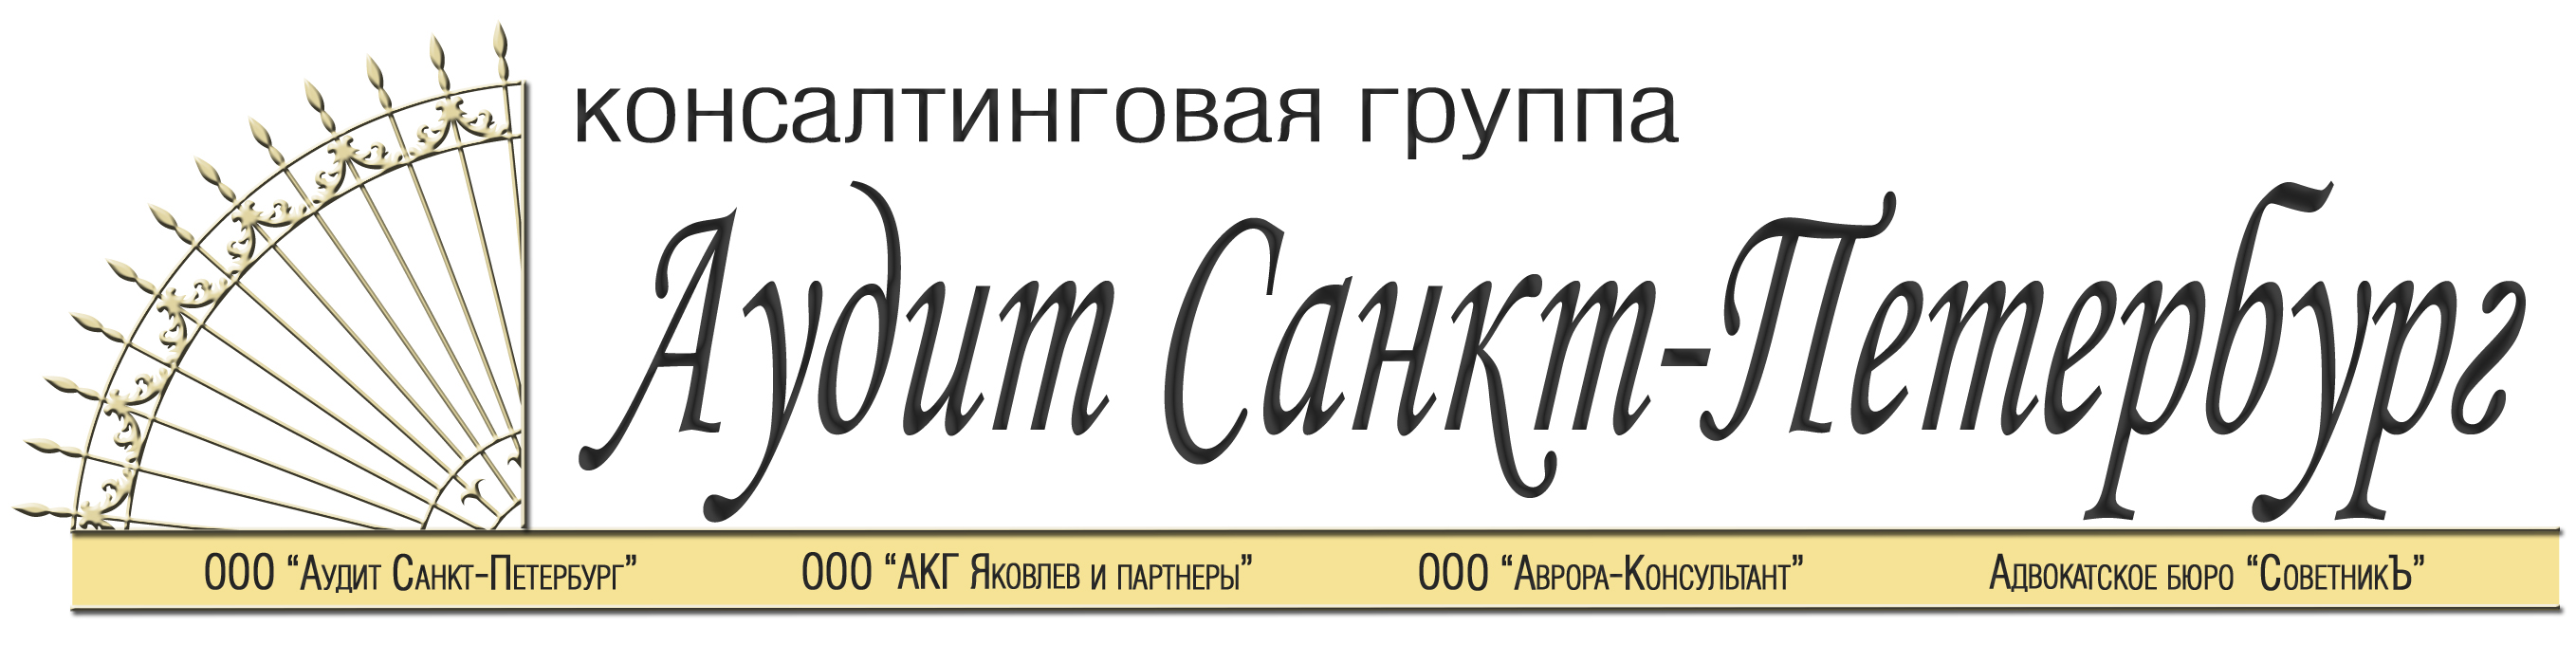 консалтинговая группа
Аудит Санкт-Петербург
ООО “Аудит Санкт-Петербург” ООО “АКГ Яковлев и партнеры” ООО “Аврора-Консультант” Адвокатское бюро “СоветникЪ”